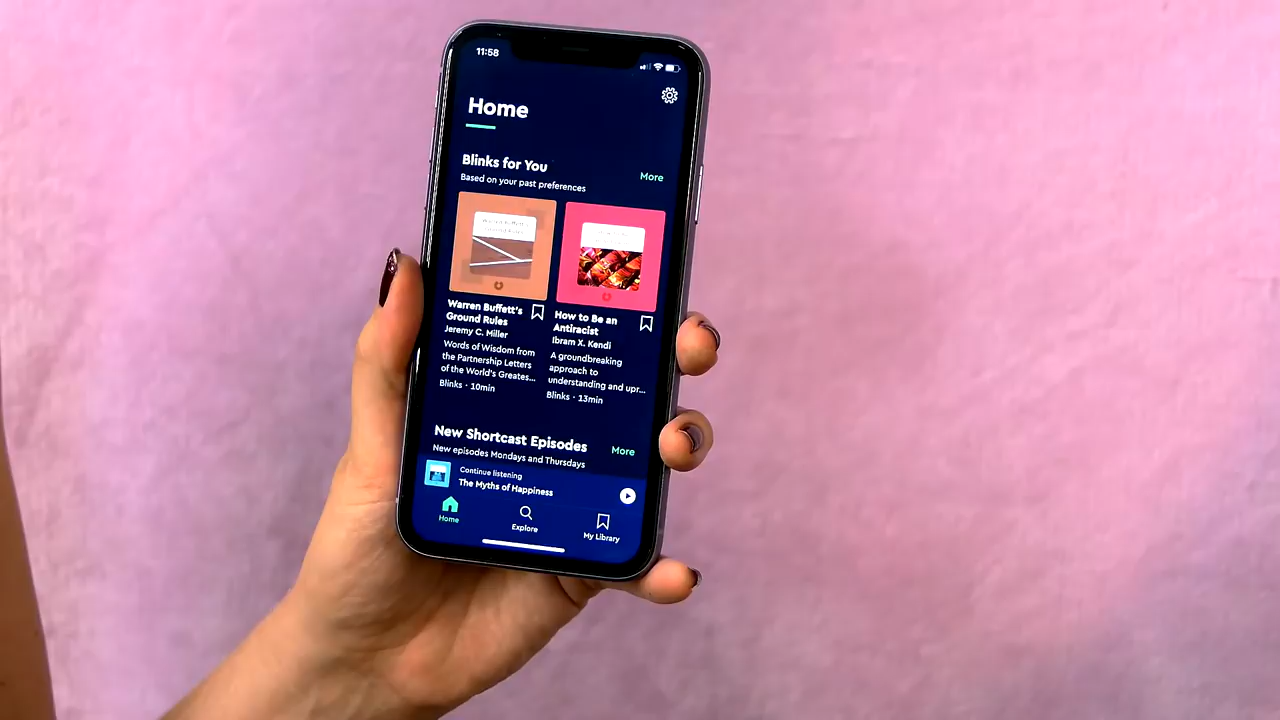 11:58
Home
Blinks for You
More
Based on your past preferences
Warren Buffett's
Ground Rules
Jeremy C. Miller
Words of Wisdom from
the Partnership Letters
of the World's Greates...
Blinks · 10min
How to Be an
Antiracist
Ibram X. Kendi
A groundbreaking
approach to
understanding and upr...
Blinks · 13min
New Shortcast Episodes
More
New episodes Mondays and Thursdays
Continue listening
The Myths of Happiness
Home
Explore
My Library